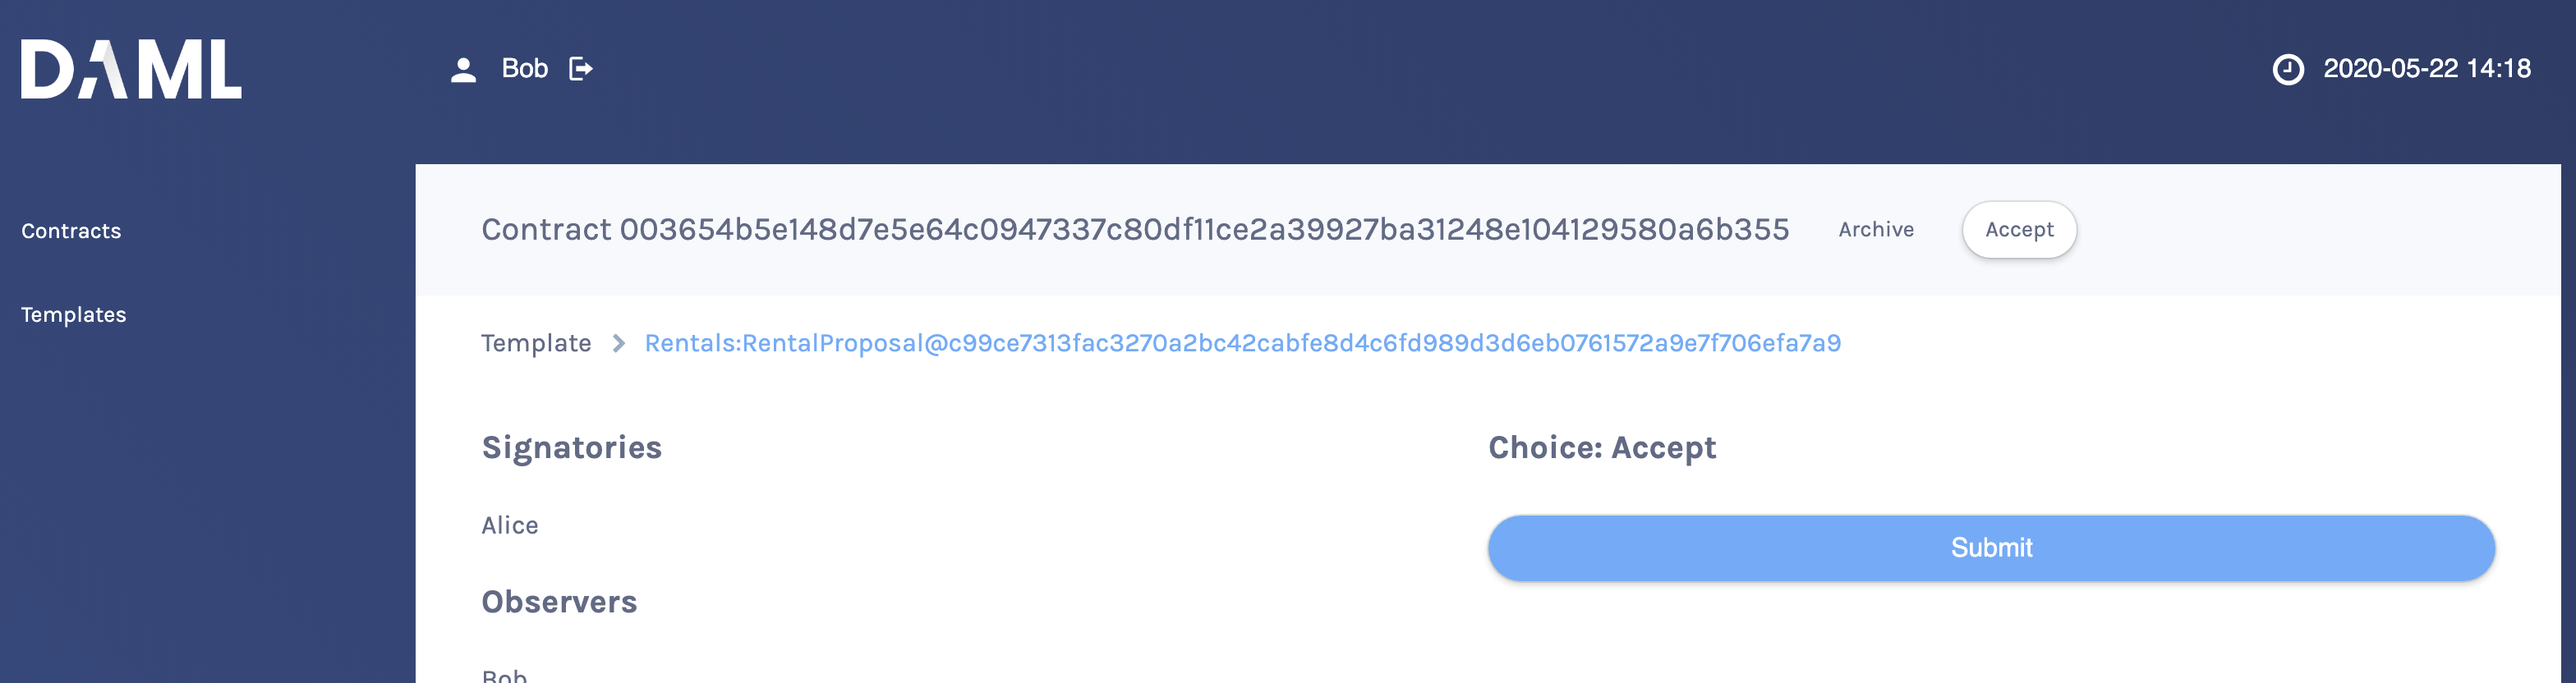 DAML
Bob
2020-05-22 14:18
Contracts
Templates
Contract 003654b5e148d7e5e64c0947337c80df11ce2a39927ba31248e104129580a6b355 Archive Accept
Template Rentals:RentalProposal@c99ce7313fac3270a2bc42cabfe8d4c6fd989d3d6eb0761572a9e7f706efa7a9
Signatories
Alice
Observers
Bob
Choice: Accept
Submit